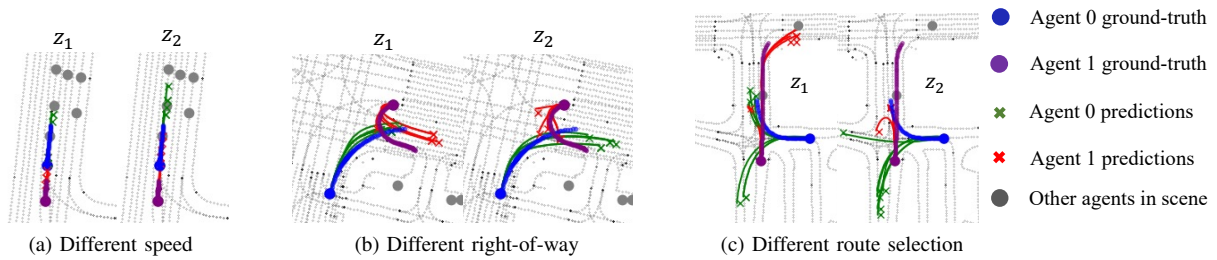 z₁
z₂
(a) Different speed
z₁
z₂
(b) Different right-of-way
z₁
z₂
(c) Different route selection
Agent 0 ground-truth
Agent 1 ground-truth
Agent 0 predictions
Agent 1 predictions
Other agents in scene